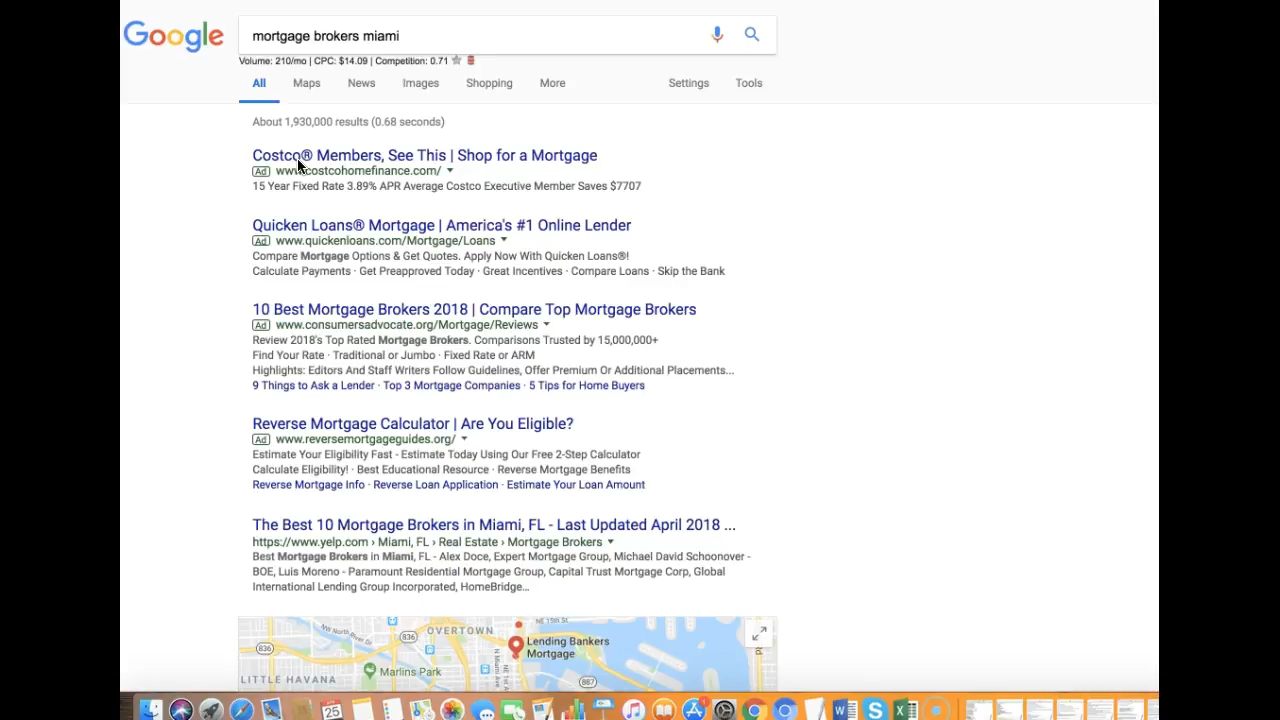 Google
mortgage brokers miami
Volume: 210/mo | CPC: $14.09 | Competition: 0.71
All Maps News Images Shopping More Settings Tools
About 1,930,000 results (0.68 seconds)
Costco® Members, See This | Shop for a Mortgage
Ad www.costcohomefinance.com/
15 Year Fixed Rate 3.89% APR Average Costco Executive Member Saves $7707
Quicken Loans® Mortgage | America's #1 Online Lender
Ad www.quickenloans.com/Mortgage/Loans
Compare Mortgage Options & Get Quotes. Apply Now With Quicken Loans®!
Calculate Payments · Get Preapproved Today · Great Incentives · Compare Loans · Skip the Bank
10 Best Mortgage Brokers 2018 | Compare Top Mortgage Brokers
Ad www.consumersadvocate.org/Mortgage/Reviews
Review 2018's Top Rated Mortgage Brokers. Comparisons Trusted by 15,000,000+
Find Your Rate · Traditional or Jumbo · Fixed Rate or ARM
Highlights: Editors And Staff Writers Follow Guidelines, Offer Premium Or Additional Placements...
9 Things to Ask a Lender · Top 3 Mortgage Companies · 5 Tips for Home Buyers
Reverse Mortgage Calculator | Are You Eligible?
Ad www.reversemortgageguides.org/
Estimate Your Eligibility Fast - Estimate Today Using Our Free 2-Step Calculator
Calculate Eligibility! · Best Educational Resource · Reverse Mortgage Benefits
Reverse Mortgage Info · Reverse Loan Application · Estimate Your Loan Amount
The Best 10 Mortgage Brokers in Miami, FL - Last Updated April 2018 ...
https://www.yelp.com › Miami, FL › Real Estate › Mortgage Brokers
Best Mortgage Brokers in Miami, FL - Alex Doce, Expert Mortgage Group, Michael David Schoonover -
BOE, Luis Moreno - Paramount Residential Mortgage Group, Capital Trust Mortgage Corp, Global
International Lending Group Incorporated, HomeBridge...
NE 15th St
NW North River Dr
836
OVERTOWN
836
Lending Bankers
Mortgage
Marlins Park
LITTLE HAVANA
887
25